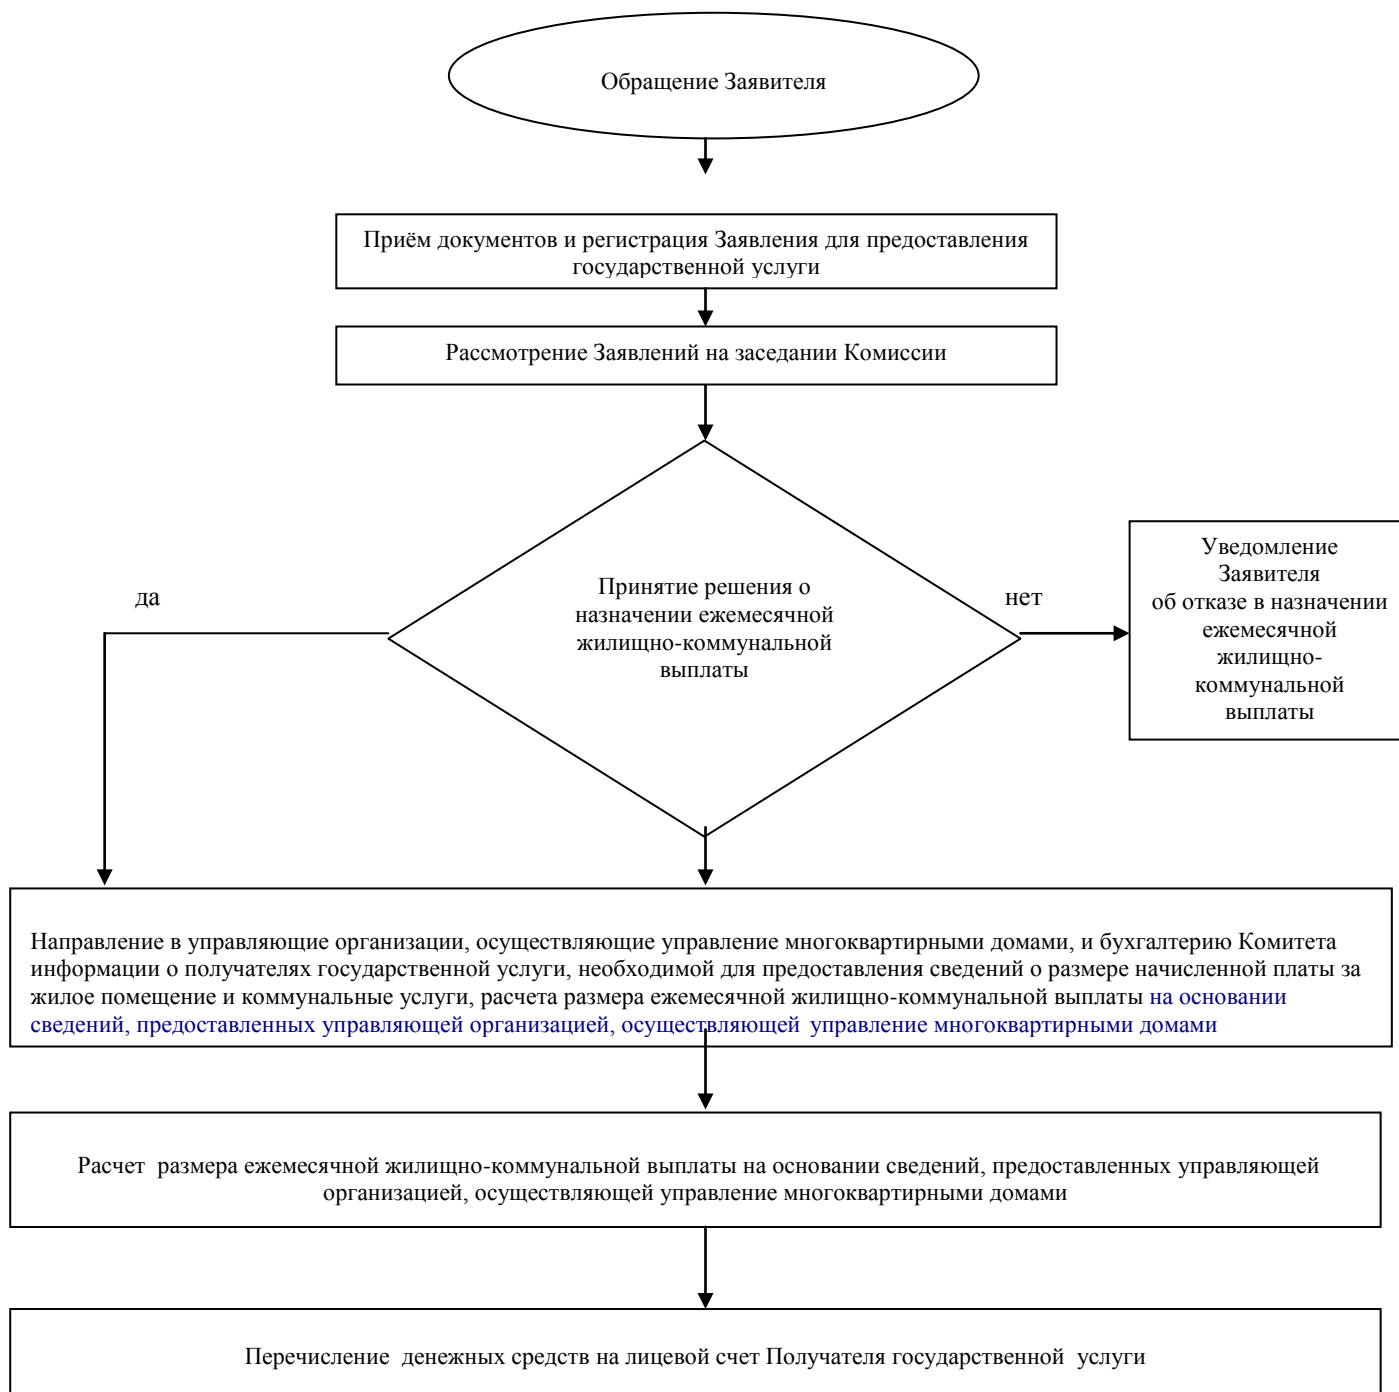 Обращение Заявителя
Приём документов и регистрация Заявления для предоставления
государственной услуги
Рассмотрение Заявлений на заседании Комиссии
Принятие решения о
назначении ежемесячной
жилищно-коммунальной
выплаты
да
нет
Уведомление
Заявителя
об отказе в назначении
ежемесячной
жилищно-
коммунальной
выплаты
Направление в управляющие организации, осуществляющие управление многоквартирными домами, и бухгалтерию Комитета
информации о получателях государственной услуги, необходимой для предоставления сведений о размере начисленной платы за
жилое помещение и коммунальные услуги, расчета размера ежемесячной жилищно-коммунальной выплаты на основании
сведений, предоставленных управляющей организацией, осуществляющей управление многоквартирными домами
Расчет размера ежемесячной жилищно-коммунальной выплаты на основании сведений, предоставленных управляющей
организацией, осуществляющей управление многоквартирными домами
Перечисление денежных средств на лицевой счет Получателя государственной услуги